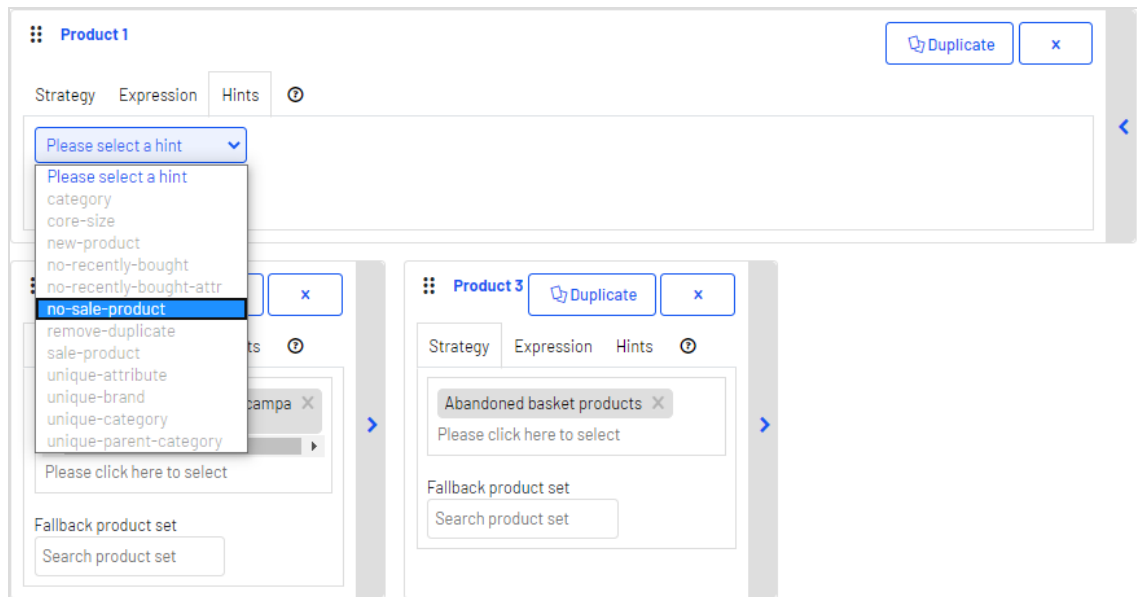 Product 1
Duplicate
x
Strategy Expression Hints ?
Please select a hint
Please select a hint
category
core-size
new-product
no-recently-bought
no-recently-bought-attr
no-sale-product
remove-duplicate
sale-product
unique-attribute
unique-brand
unique-category
unique-parent-category
x
ts ?
campa X
Please click here to select
Fallback product set
Search product set
Product 3
Duplicate
x
Strategy Expression Hints ?
Abandoned basket products X
Please click here to select
Fallback product set
Search product set